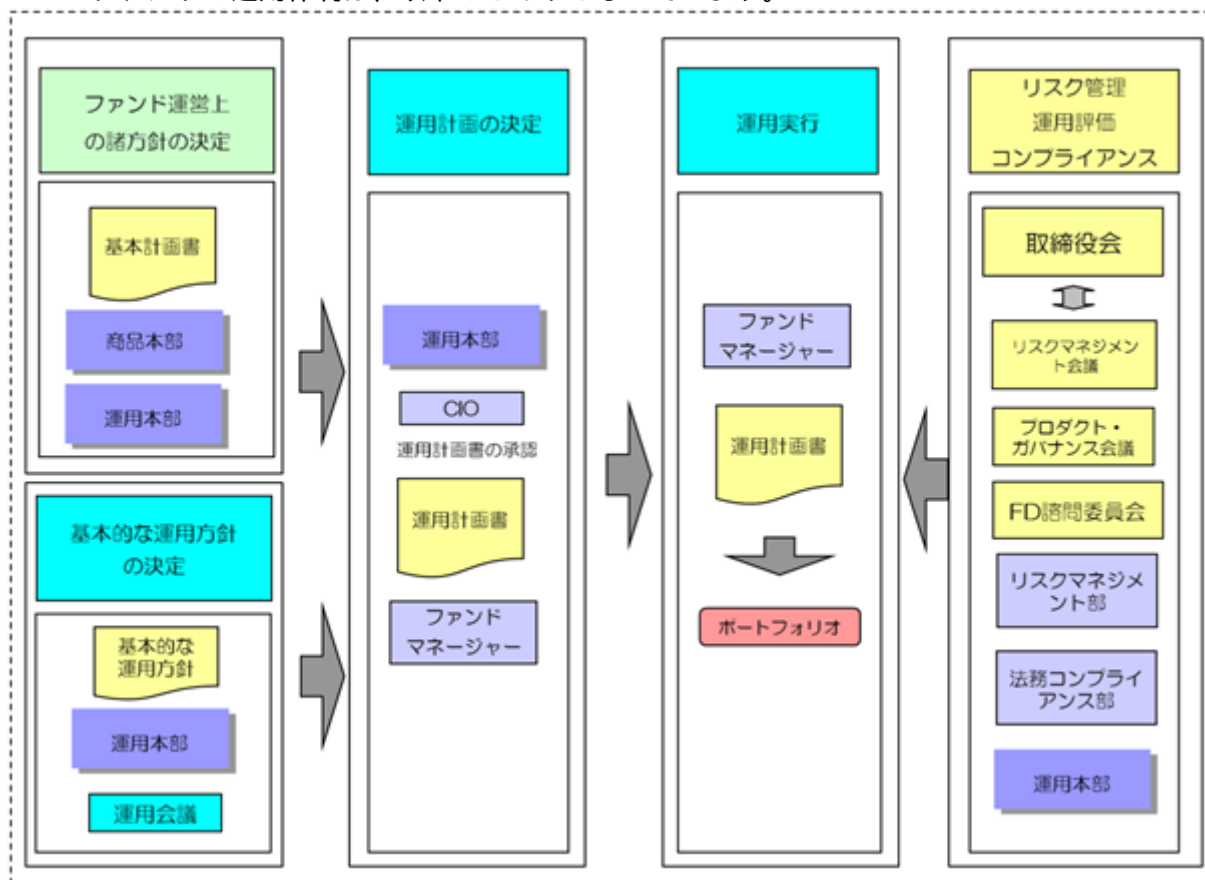 ファンド運営上
の諸方針の決定
基本計画書
商品本部
運用本部
基本的な運用方針
の決定
基本的な
運用方針
運用本部
運用会議
運用計画の決定
運用本部
CIO
運用計画書の承認
運用計画書
ファンド
マネージャー
運用実行
ファンド
マネージャー
運用計画書
ポートフォリオ
リスク管理
運用評価
コンプライアンス
取締役会
リスクマネジメン
ト会議
プロダクト・
ガバナンス会議
FD諮問委員会
リスクマネジメ
ント部
法務コンプライ
アンス部
運用本部